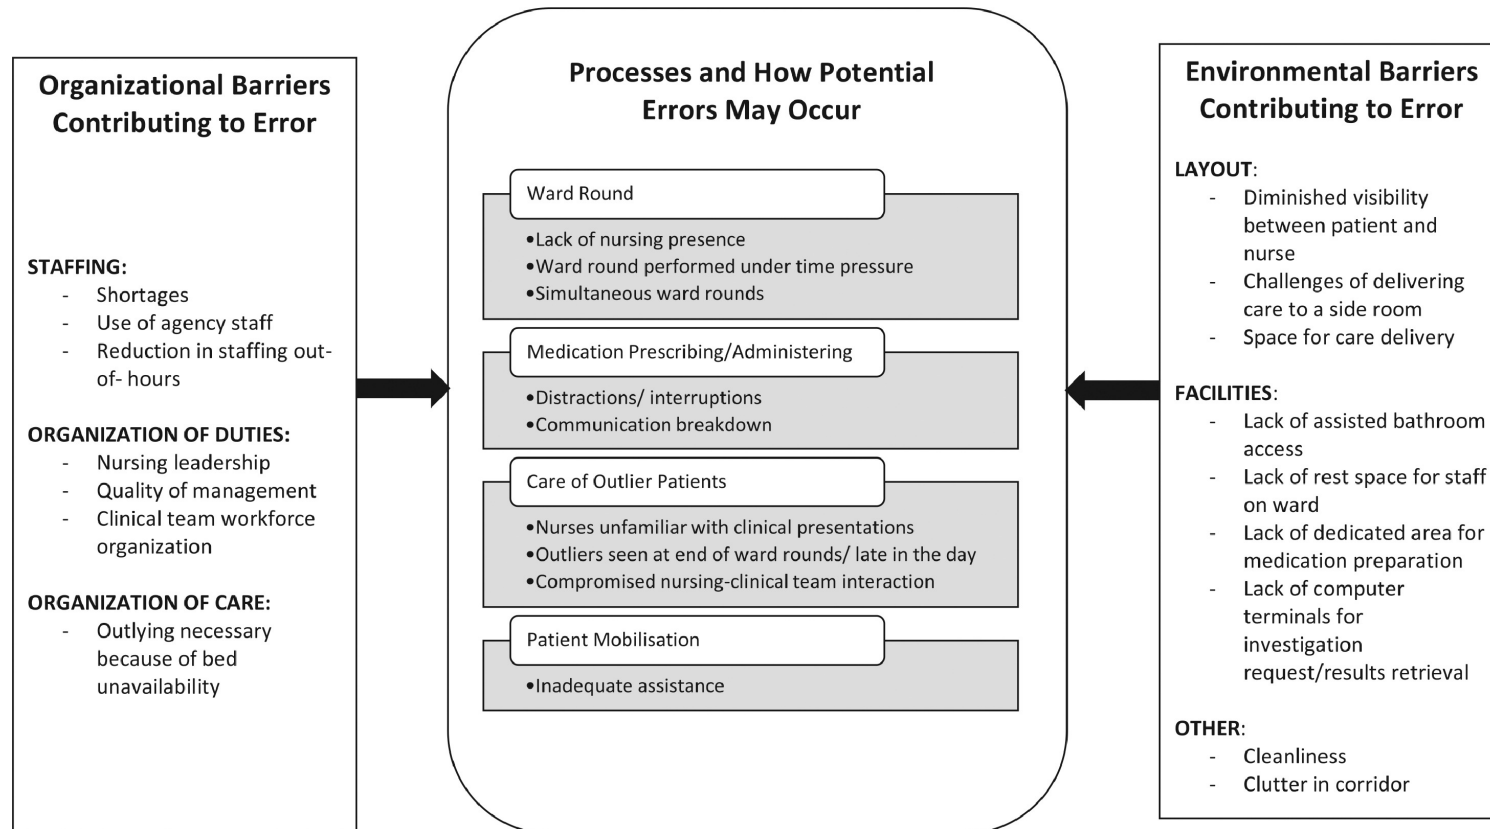 Organizational Barriers
Contributing to Error
STAFFING:
- Shortages
- Use of agency staff
- Reduction in staffing out-
of- hours
ORGANIZATION OF DUTIES:
- Nursing leadership
- Quality of management
- Clinical team workforce
organization
ORGANIZATION OF CARE:
- Outlying necessary
because of bed
unavailability
Processes and How Potential
Errors May Occur
Ward Round
•Lack of nursing presence
•Ward round performed under time pressure
•Simultaneous ward rounds
Medication Prescribing/Administering
•Distractions/ interruptions
•Communication breakdown
Care of Outlier Patients
•Nurses unfamiliar with clinical presentations
•Outliers seen at end of ward rounds/ late in the day
•Compromised nursing-clinical team interaction
Patient Mobilisation
•Inadequate assistance
Environmental Barriers
Contributing to Error
LAYOUT:
- Diminished visibility
between patient and
nurse
- Challenges of delivering
care to a side room
- Space for care delivery
FACILITIES:
- Lack of assisted bathroom
access
- Lack of rest space for staff
on ward
- Lack of dedicated area for
medication preparation
- Lack of computer
terminals for
investigation
request/results retrieval
OTHER:
- Cleanliness
- Clutter in corridor